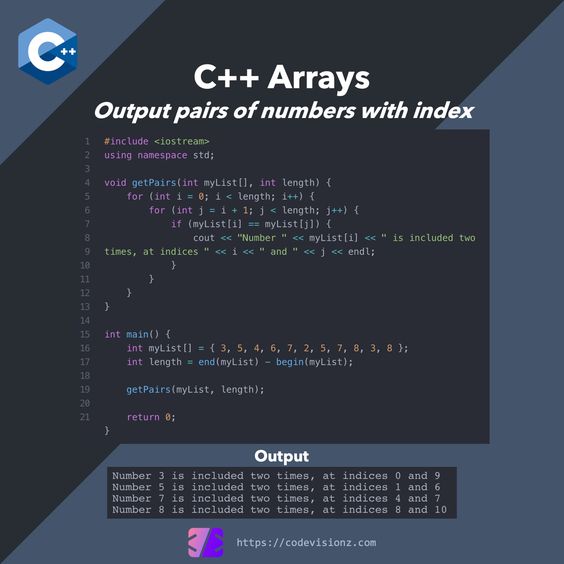 C++
C++ Arrays
Output pairs of numbers with index
1 #include <iostream>
2 using namespace std;
3
4 void getPairs(int myList[], int length) {
5     for (int i = 0; i < length; i++) {
6         for (int j = i + 1; j < length; j++) {
7             if (myList[i] == myList[j]) {
8                 cout << "Number " << myList[i] << " is included two
9 times, at indices " << i << " and " << j << endl;
10             }
11         }
12     }
13 }
14
15 int main() {
16     int myList[] = { 3, 5, 4, 6, 7, 2, 5, 7, 8, 3, 8 };
17     int length = end(myList) - begin(myList);
18
19     getPairs(myList, length);
20
21     return 0;
}
Output
Number 3 is included two times, at indices 0 and 9
Number 5 is included two times, at indices 1 and 6
Number 7 is included two times, at indices 4 and 7
Number 8 is included two times, at indices 8 and 10
https://codevisionz.com